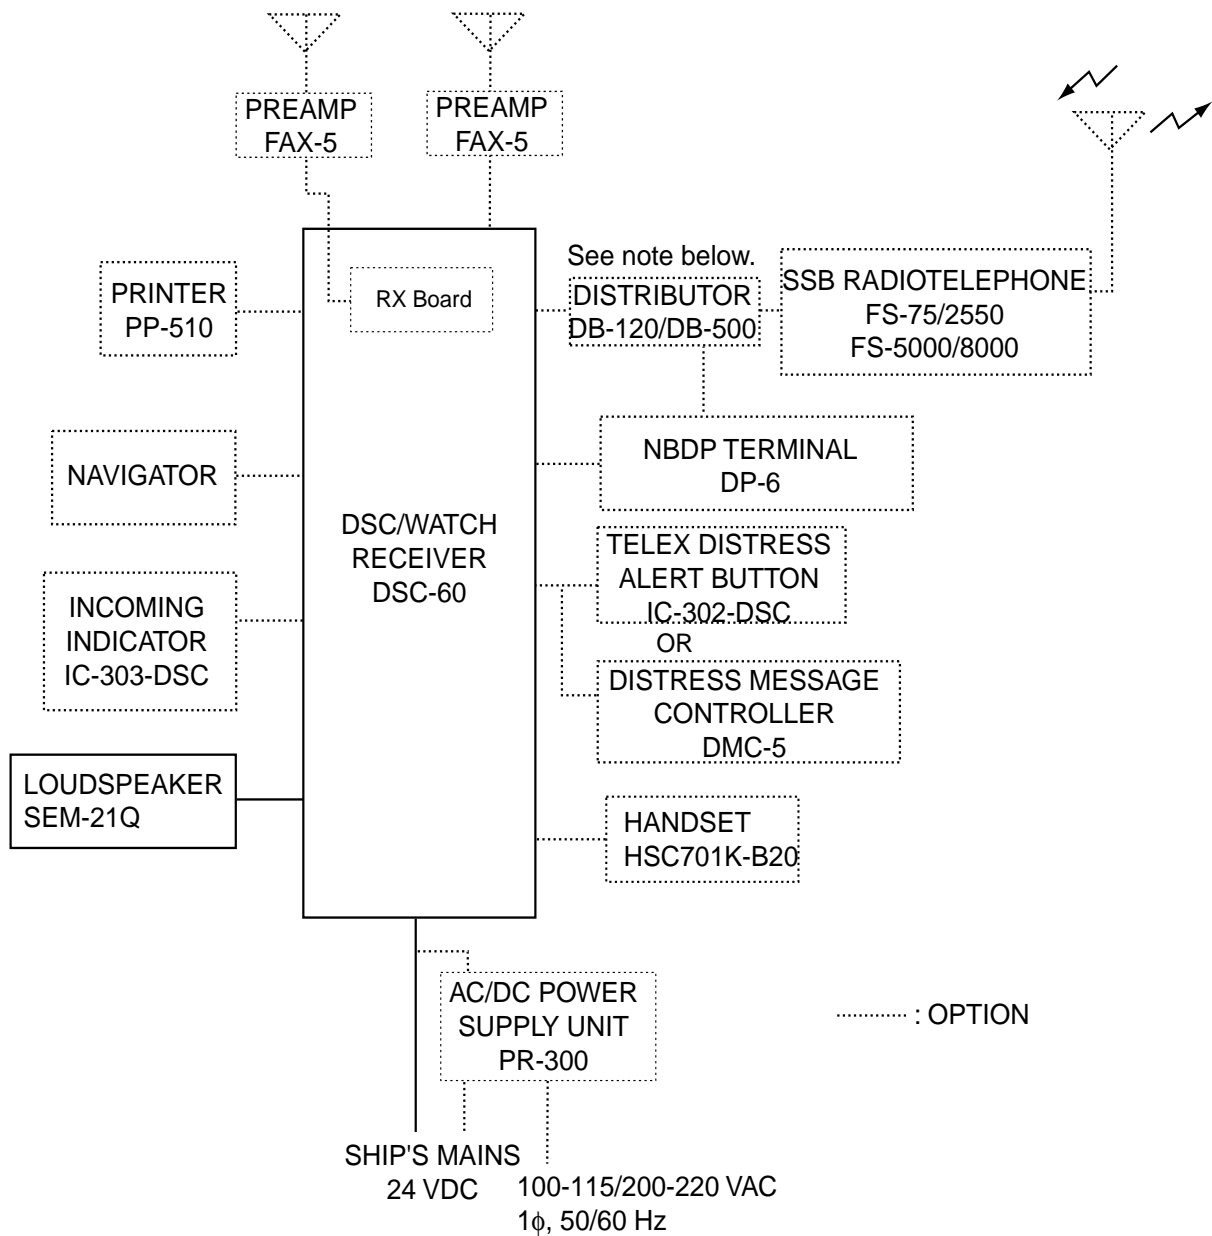 PREAMP
FAX-5
PREAMP
FAX-5
See note below.
PRINTER
PP-510
RX Board
DISTRIBUTOR
DB-120/DB-500
SSB RADIOTELEPHONE
FS-75/2550
FS-5000/8000
NAVIGATOR
NBDP TERMINAL
DP-6
DSC/WATCH
RECEIVER
DSC-60
TELEX DISTRESS
ALERT BUTTON
IC-302-DSC
OR
INCOMING
INDICATOR
IC-303-DSC
DISTRESS MESSAGE
CONTROLLER
DMC-5
LOUDSPEAKER
SEM-21Q
HANDSET
HSC701K-B20
AC/DC POWER
SUPPLY UNIT
PR-300
: OPTION
SHIP'S MAINS
24 VDC
100-115/200-220 VAC
1ϕ, 50/60 Hz